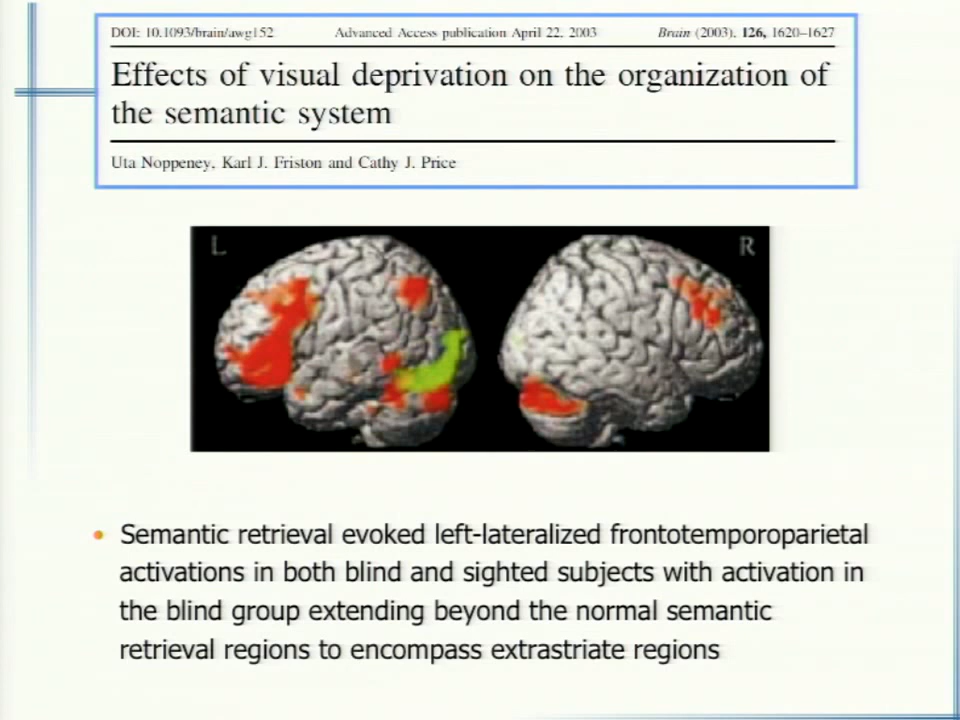 DOI: 10.1093/brain/awg152 Advanced Access publication April 22, 2003 Brain (2003), 126, 1620–1627
Effects of visual deprivation on the organization of
the semantic system
Uta Noppeney, Karl J. Friston and Cathy J. Price
L R
• Semantic retrieval evoked left-lateralized frontotemporoparietal
activations in both blind and sighted subjects with activation in
the blind group extending beyond the normal semantic
retrieval regions to encompass extrastriate regions